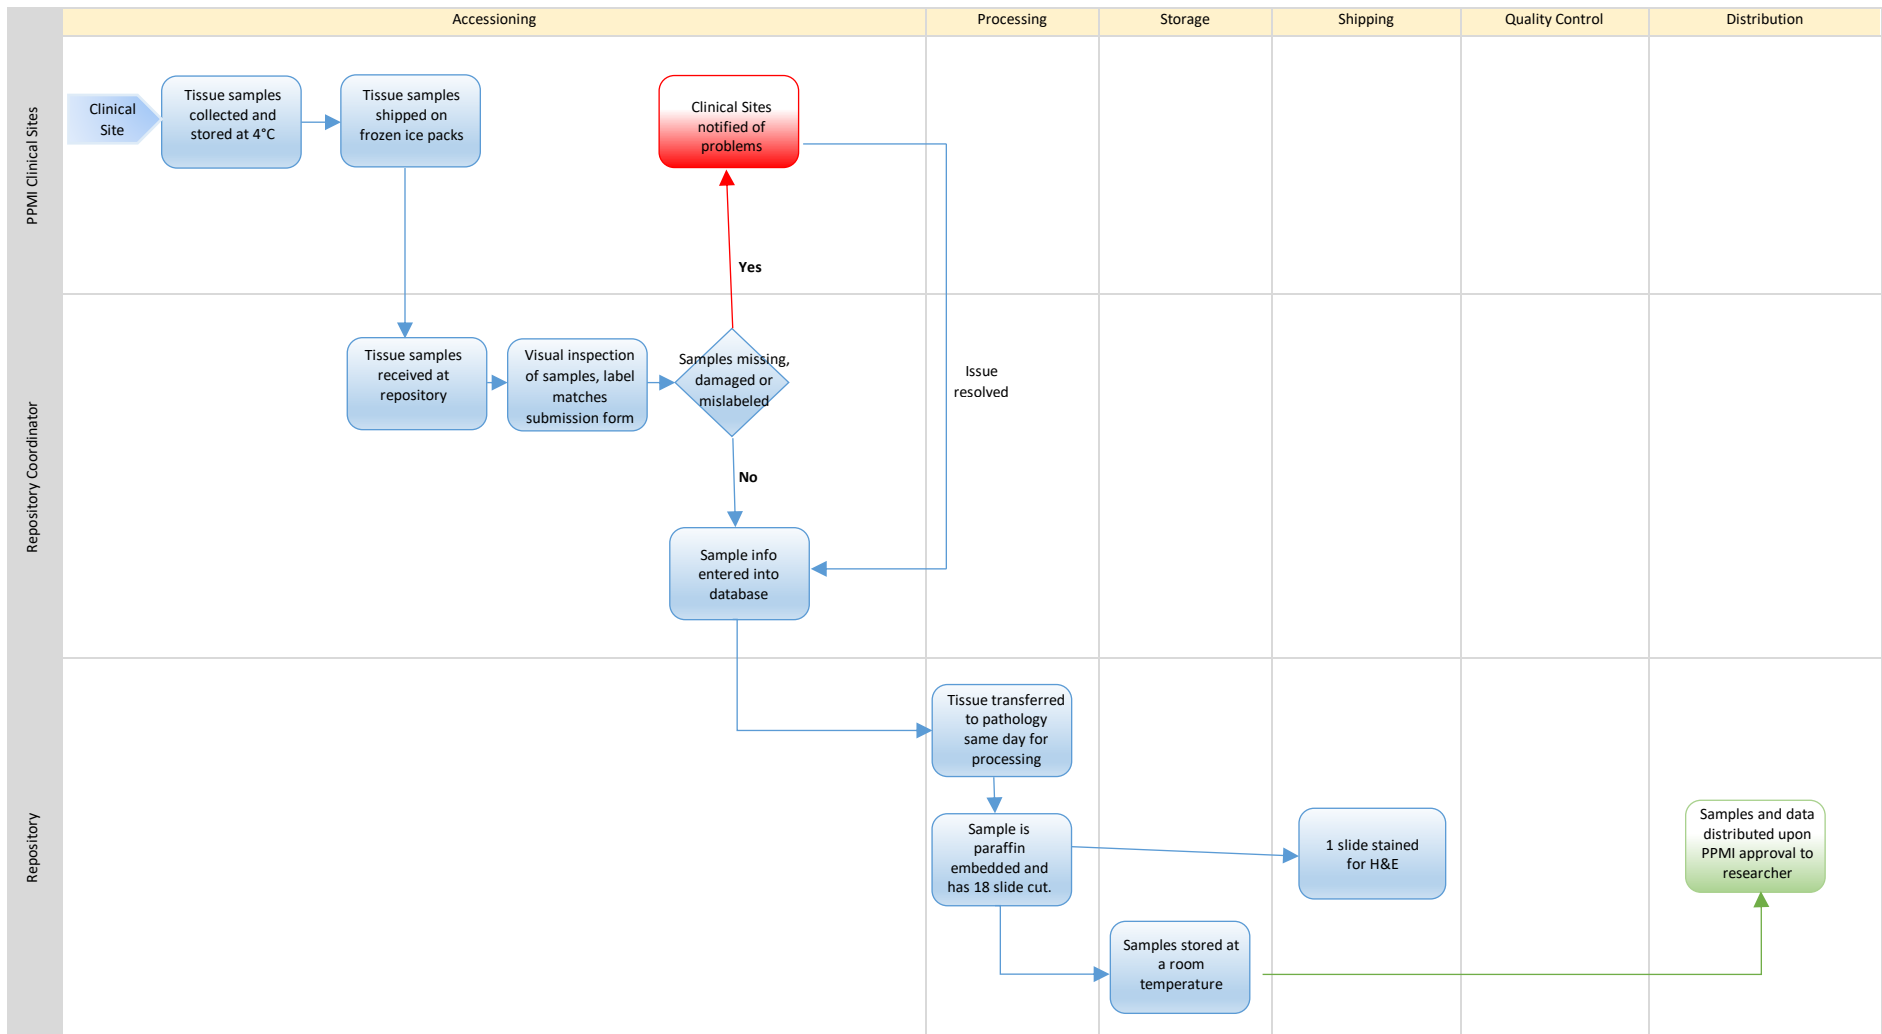 Accessioning
Processing
Storage
Shipping
Quality Control
Distribution
PPMI Clinical Sites
Clinical
Site
Tissue samples
collected and
stored at 4°C
Tissue samples
shipped on
frozen ice packs
Clinical Sites
notified of
problems
Yes
Repository Coordinator
Tissue samples
received at
repository
Visual inspection
of samples, label
matches
submission form
Samples missing,
damaged or
mislabeled
Issue
resolved
No
Sample info
entered into
database
Repository
Tissue transferred
to pathology
same day for
processing
Sample is
paraffin
embedded and
has 18 slide cut.
1 slide stained
for H&E
Samples and data
distributed upon
PPMI approval to
researcher
Samples stored at
a room
temperature